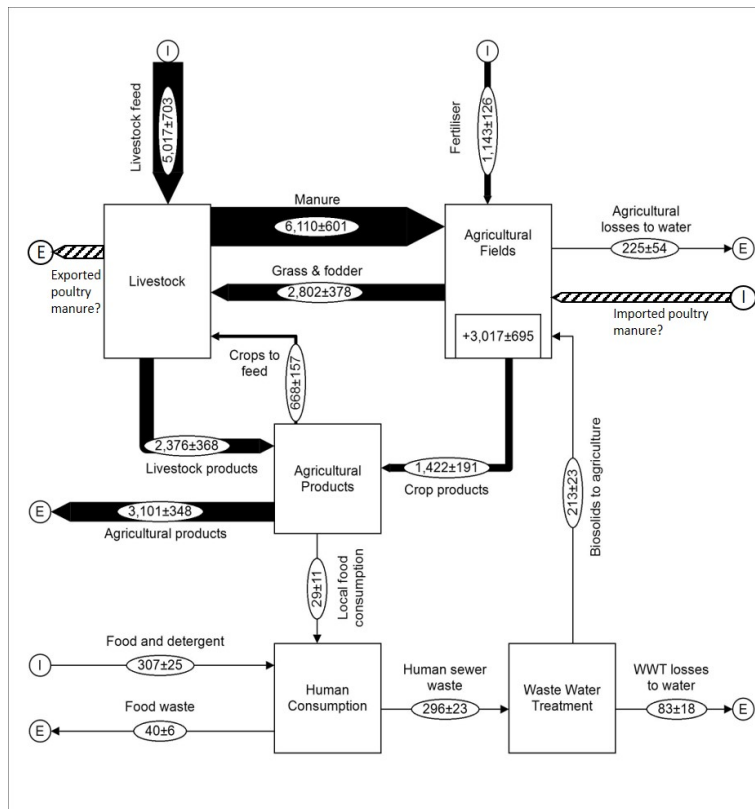 I
I
Livestock feed
5,017±703
Fertiliser
1,143±126
Manure
6,110±601
Agricultural
losses to water
225±54
E
E
Exported
poultry
manure?
Livestock
Grass & fodder
2,802±378
Agricultural
Fields
I
Imported poultry
manure?
+3,017±695
Crops to
feed
668±157
2,376±368
Livestock products
Agricultural
Products
1,422±191
Crop products
213±23
Biosolids to agriculture
E
3,101±348
Agricultural products
29±11
Local food
consumption
Food and detergent
I
307±25
Food waste
E
40±6
Human
Consumption
Human sewer
waste
296±23
Waste Water
Treatment
WWT losses
to water
83±18
E